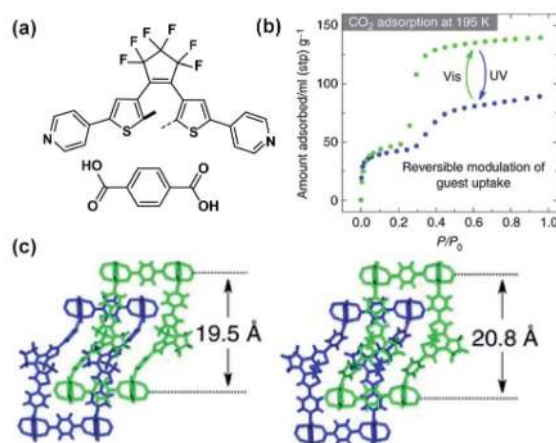 (a)
F F
F F
F F
N S S N
HO O
O OH
(b)
CO2 adsorption at 195 K
Amount adsorbed/ml (stp) g⁻¹
150
100
50
0
Vis UV
Reversible modulation of
guest uptake
0.0 0.2 0.4 0.6 0.8 1.0
P/P0
(c)
19.5 Å
20.8 Å